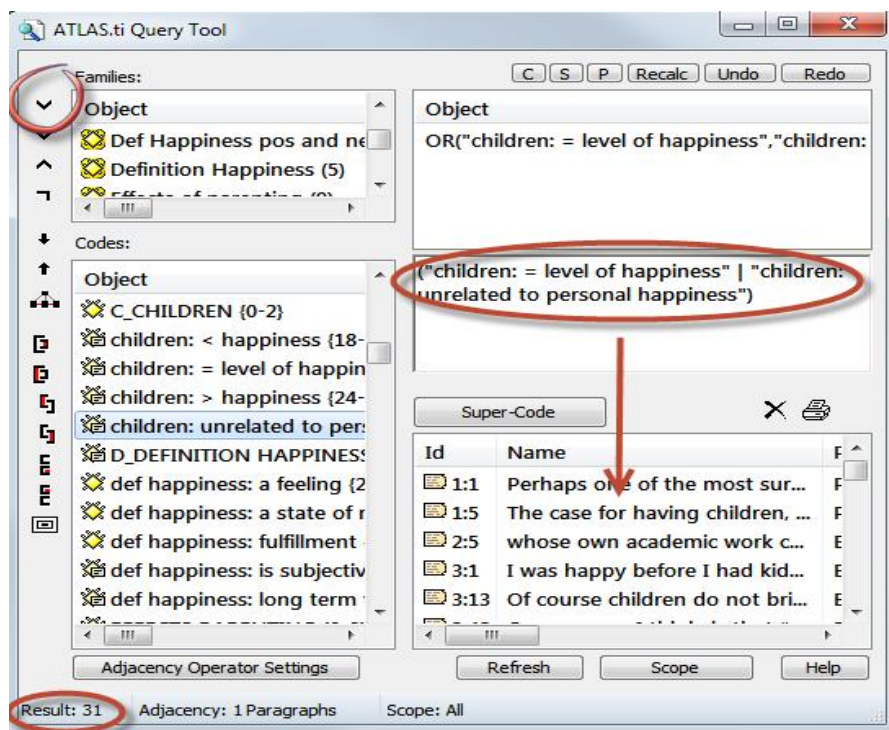 ATLAS.ti Query Tool
Families:
C S P Recalc Undo Redo
Object
Def Happiness pos and ne
Definition Happiness (5)
Effects of parenting (9)
Object
OR("children: = level of happiness","children:
Codes:
Object
C_CHILDREN {0-2}
children: < happiness {18-
children: = level of happin
children: > happiness {24-
children: unrelated to pers
D_DEFINITION HAPPINESS
def happiness: a feeling {2
def happiness: a state of r
def happiness: fulfillment
def happiness: is subjectiv
def happiness: long term
("children: = level of happiness" | "children:
unrelated to personal happiness")
Super-Code
Id Name
1:1 Perhaps one of the most sur...
1:5 The case for having children, ...
2:5 whose own academic work c...
3:1 I was happy before I had kid...
3:13 Of course children do not bri...
Adjacency Operator Settings
Refresh Scope Help
Result: 31 Adjacency: 1 Paragraphs Scope: All